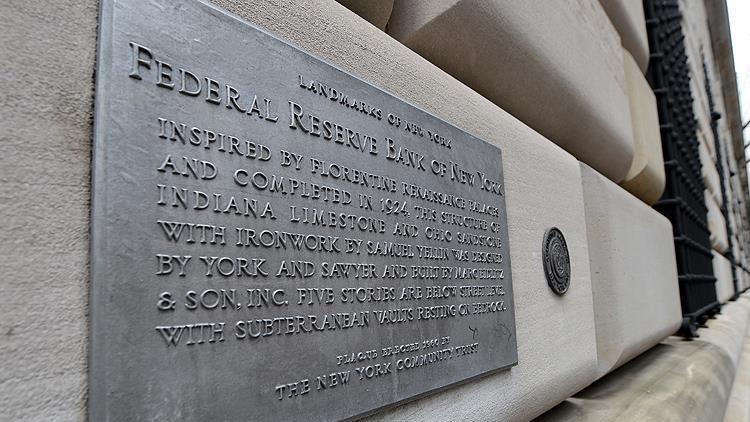 LANDMARKS OF NEW YORK
FEDERAL RESERVE BANK OF NEW YORK
INSPIRED BY FLORENTINE RENAISSANCE PALACES
AND COMPLETED IN 1924, THIS STRUCTURE OF
INDIANA LIMESTONE AND OHIO SANDSTONE
WITH IRONWORK BY SAMUEL YELLIN WAS DESIGNED
BY YORK AND SAWYER AND BUILT BY MARC EIDLITZ
& SON, INC. FIVE STORIES ARE BELOW STREET LEVEL
WITH SUBTERRANEAN VAULTS RESTING ON BEDROCK.
PLAQUE ERECTED
THE NEW YORK COMMUNITY TRUST